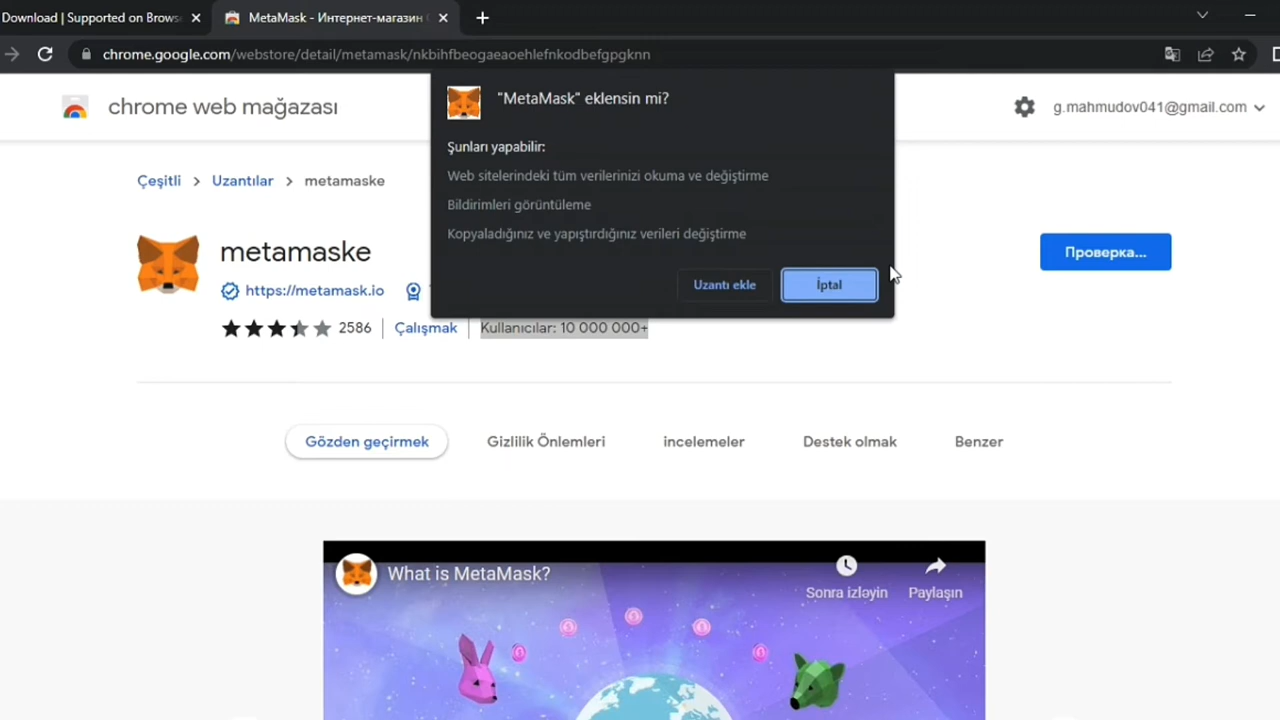 Download | Supported on Brows
MetaMask - Интернет-магазин
chrome.google.com/webstore/detail/metamask/nkbihfbeogaeaoehlefnkodbefgpgknn
chrome web mağazası
g.mahmudov041@gmail.com
"MetaMask" eklensin mi?
Şunları yapabilir:
Web sitelerindeki tüm verilerinizi okuma ve değiştirme
Bildirimleri görüntüleme
Kopyaladığınız ve yapıştırdığınız verileri değiştirme
Uzantı ekle
İptal
Çeşitli > Uzantılar > metamaske
metamaske
Проверка...
https://metamask.io
2586
Çalışmak
Kullanıcılar: 10 000 000+
Gözden geçirmek
Gizlilik Önlemleri
incelemeler
Destek olmak
Benzer
What is MetaMask?
Sonra izləyin
Paylaşın